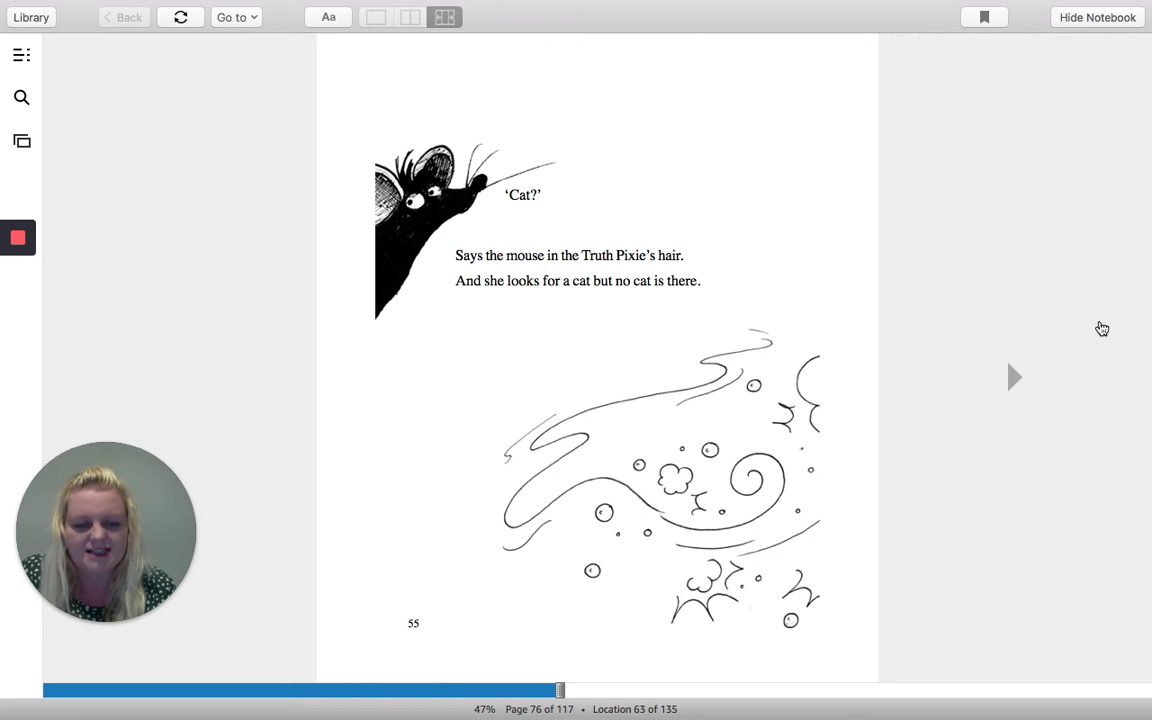 Library
Back
Go to
Aa
Hide Notebook
‘Cat?’
Says the mouse in the Truth Pixie’s hair.
And she looks for a cat but no cat is there.
55
47% Page 76 of 117 • Location 63 of 135